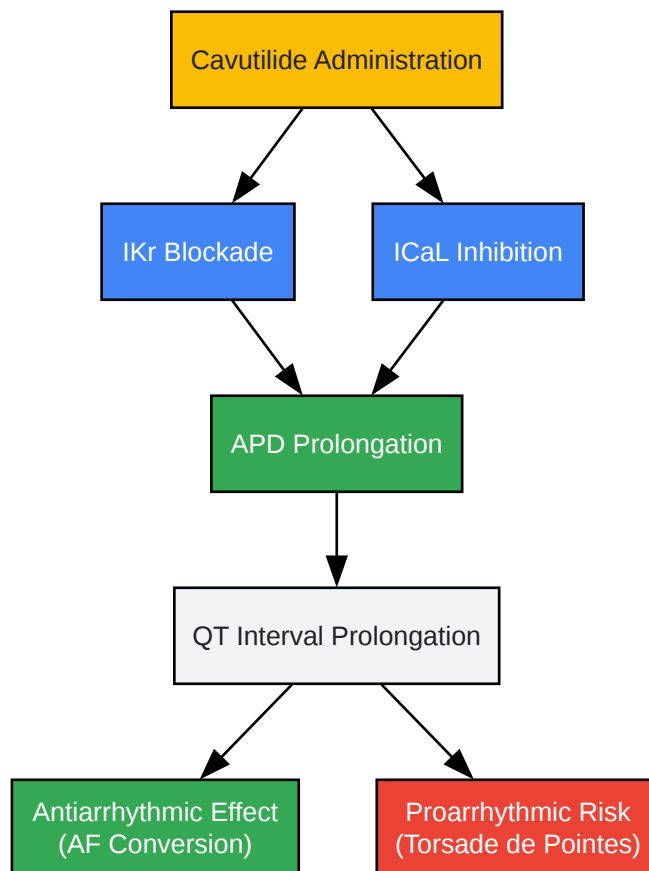 Cavutilide Administration
IKr Blockade
ICaL Inhibition
APD Prolongation
QT Interval Prolongation
Antiarrhythmic Effect
(AF Conversion)
Proarrhythmic Risk
(Torsade de Pointes)